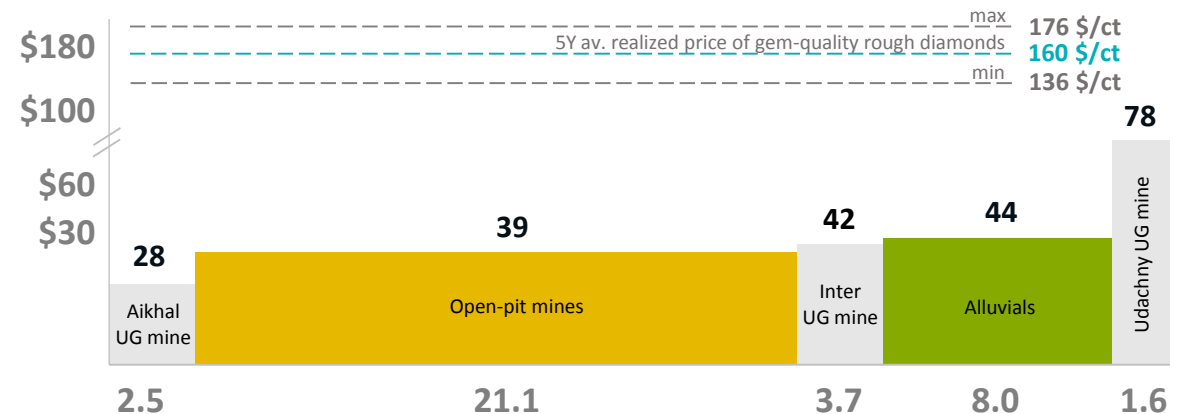 max
176 $/ct
$180
5Y av. realized price of gem-quality rough diamonds
160 $/ct
min
136 $/ct
$100
78
$60
$30
28
39
42
44
Aikhal
UG mine
Open-pit mines
Inter
UG mine
Alluvials
Udachny UG mine
2.5
21.1
3.7
8.0
1.6